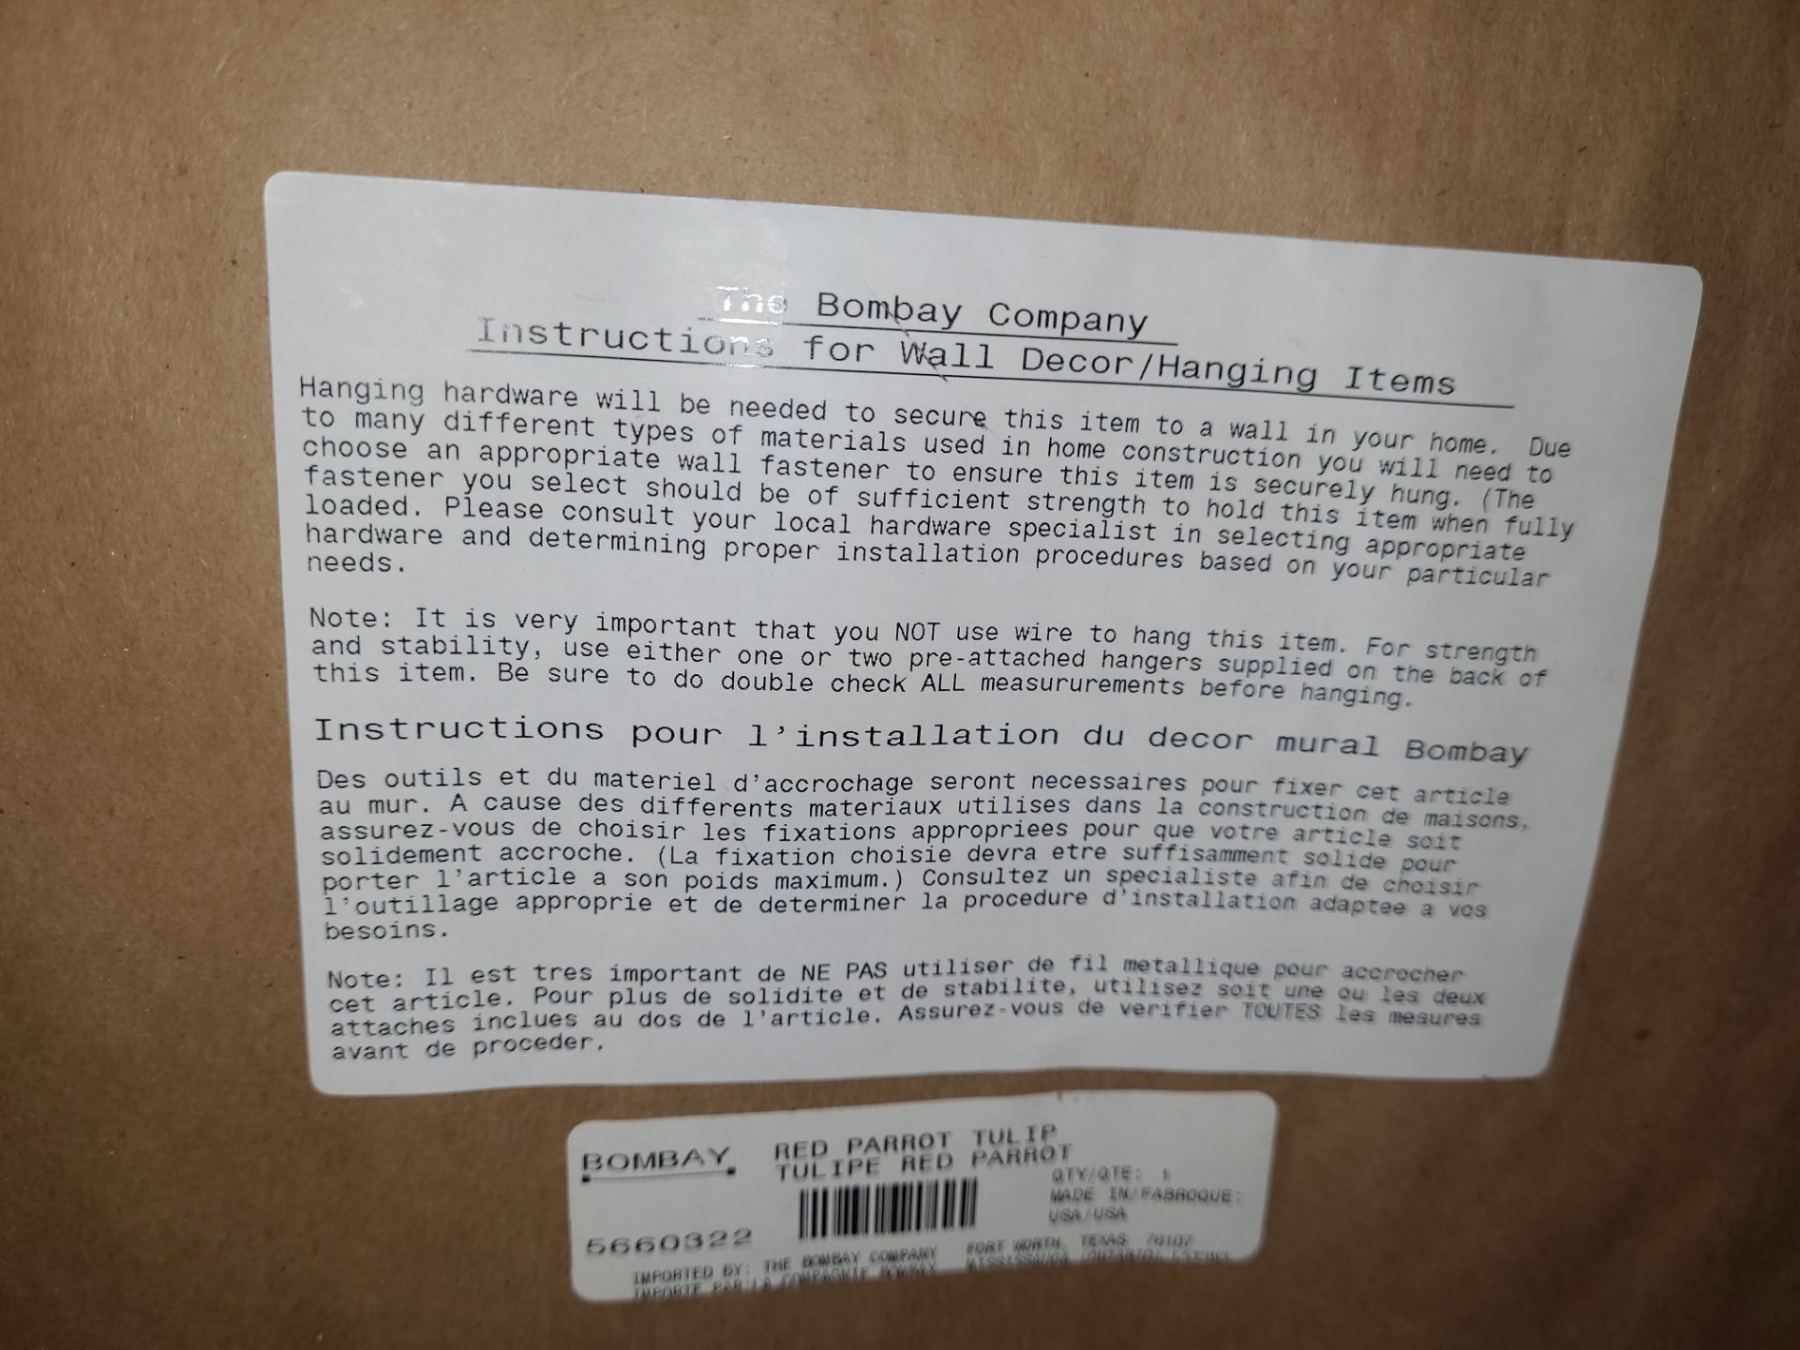 The Bombay Company
Instructions for Wall Decor/Hanging Items
Hanging hardware will be needed to secure this item to a wall in your home. Due
to many different types of materials used in home construction you will need to
choose an appropriate wall fastener to ensure this item is securely hung. (The
fastener you select should be of sufficient strength to hold this item when fully
loaded. Please consult your local hardware specialist in selecting appropriate
hardware and determining proper installation procedures based on your particular
needs.
Note: It is very important that you NOT use wire to hang this item. For strength
and stability, use either one or two pre-attached hangers supplied on the back of
this item. Be sure to do double check ALL measururements before hanging.
Instructions pour l'installation du decor mural Bombay
Des outils et du materiel d'accrochage seront necessaires pour fixer cet article
au mur. A cause des differents materiaux utilises dans la construction de maisons,
assurez-vous de choisir les fixations appropriees pour que votre article soit
solidement accroche. (La fixation choisie devra etre suffisamment solide pour
porter l'article a son poids maximum.) Consultez un specialiste afin de choisir
l'outillage approprie et de determiner la procedure d'installation adaptee a vos
besoins.
Note: Il est tres important de NE PAS utiliser de fil metallique pour accrocher
cet article. Pour plus de solidite et de stabilite, utilisez soit une ou les deux
attaches inclues au dos de l'article. Assurez-vous de verifier TOUTES les mesures
avant de proceder.
BOMBAY
RED PARROT TULIP
TULIPE RED PARROT
QTY/QTE: 1
MADE IN/FABROQUE:
USA/USA
5660322
IMPORTED BY: THE BOMBAY COMPANY FORT WORTH, TEXAS 76107
IMPORTE PAR:LA COMPAGNIE BOMBAY MISSISSAUGA